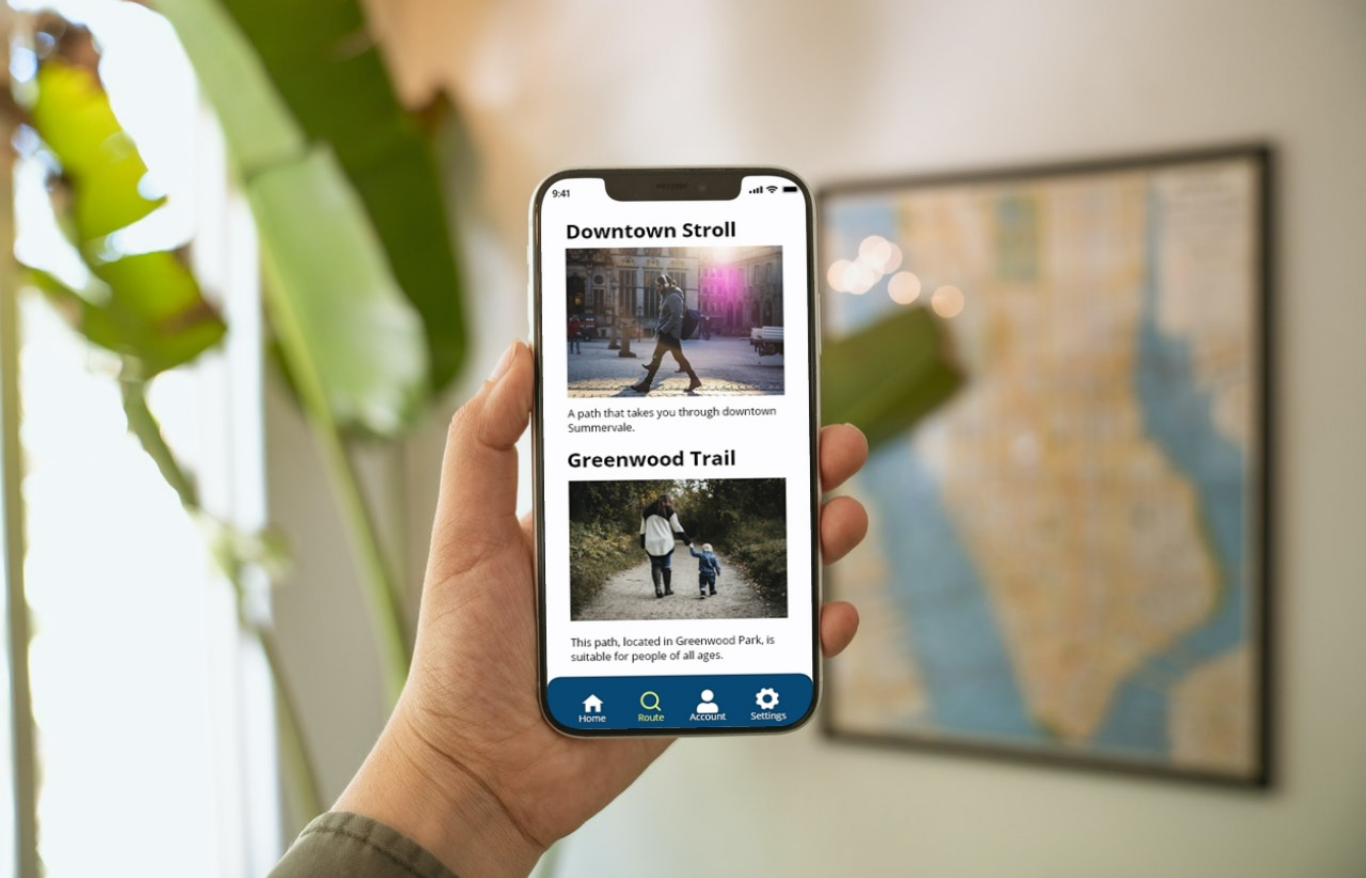 9:41
Downtown Stroll
A path that takes you through downtown
Summervale.
Greenwood Trail
This path, located in Greenwood Park, is
suitable for people of all ages.
Home Route Account Settings